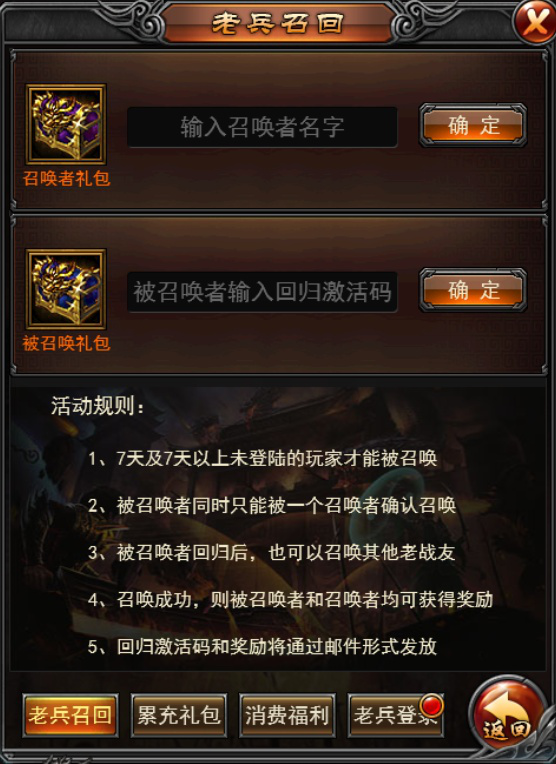 老兵召回
输入召唤者名字
确定
召唤者礼包
被召唤者输入回归激活码
确定
被召唤礼包
活动规则：
1、7天及7天以上未登陆的玩家才能被召唤
2、被召唤者同时只能被一个召唤者确认召唤
3、被召唤者回归后，也可以召唤其他老战友
4、召唤成功，则被召唤者和召唤者均可获得奖励
5、回归激活码和奖励将通过邮件形式发放
老兵召回 累充礼包 消费福利 老兵登录
返回